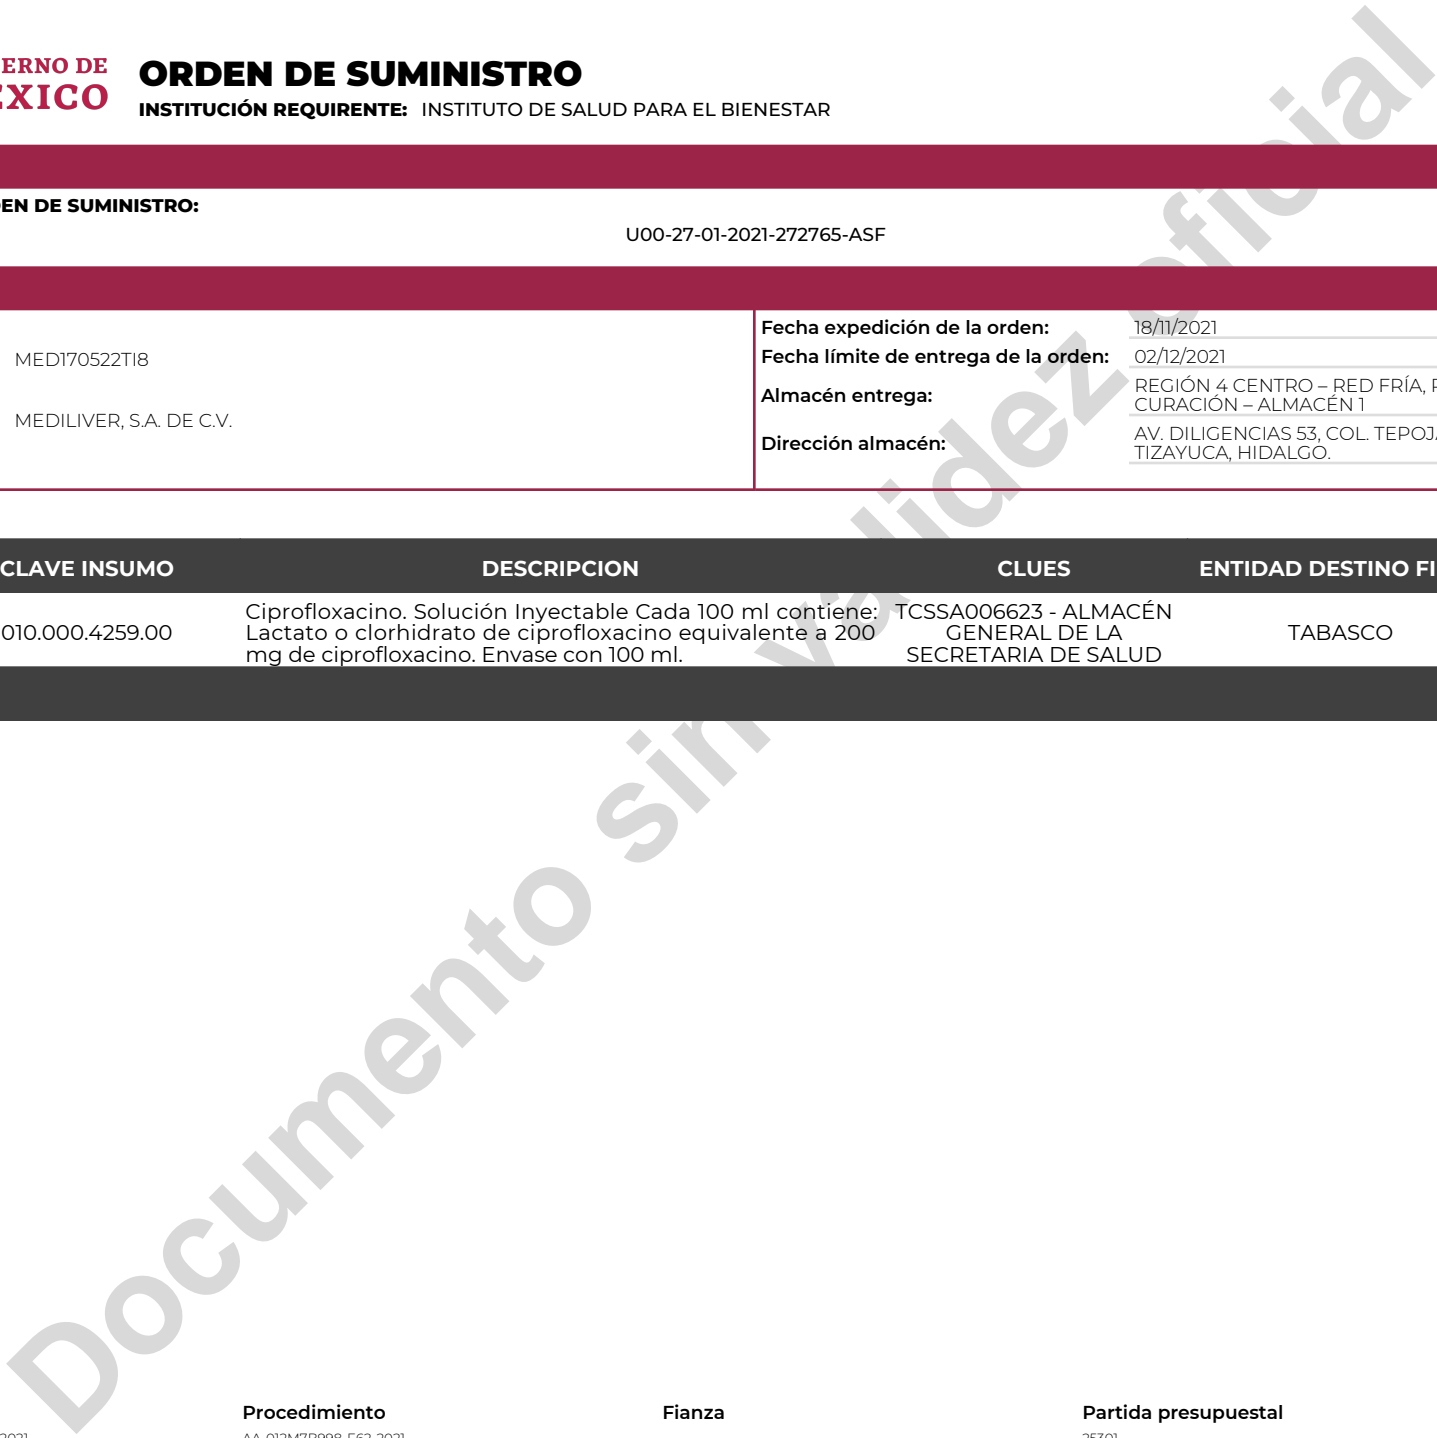 ERNO DE
EXICO
ORDEN DE SUMINISTRO
INSTITUCIÓN REQUIRENTE: INSTITUTO DE SALUD PARA EL BIENESTAR
EN DE SUMINISTRO:
U00-27-01-2021-272765-ASF
MED170522TI8
MEDILIVER, S.A. DE C.V.
Fecha expedición de la orden: 18/11/2021
Fecha límite de entrega de la orden: 02/12/2021
Almacén entrega: REGIÓN 4 CENTRO – RED FRÍA,
CURACIÓN – ALMACÉN 1
Dirección almacén: AV. DILIGENCIAS 53, COL. TEPOJ
TIZAYUCA, HIDALGO.
CLAVE INSUMO DESCRIPCION CLUES ENTIDAD DESTINO FI
010.000.4259.00
Ciprofloxacino. Solución Inyectable Cada 100 ml contiene:
Lactato o clorhidrato de ciprofloxacino equivalente a 200
mg de ciprofloxacino. Envase con 100 ml.
TCSSA006623 - ALMACÉN
GENERAL DE LA
SECRETARIA DE SALUD
TABASCO
Documento sin validez oficial
Procedimiento Fianza Partida presupuestal